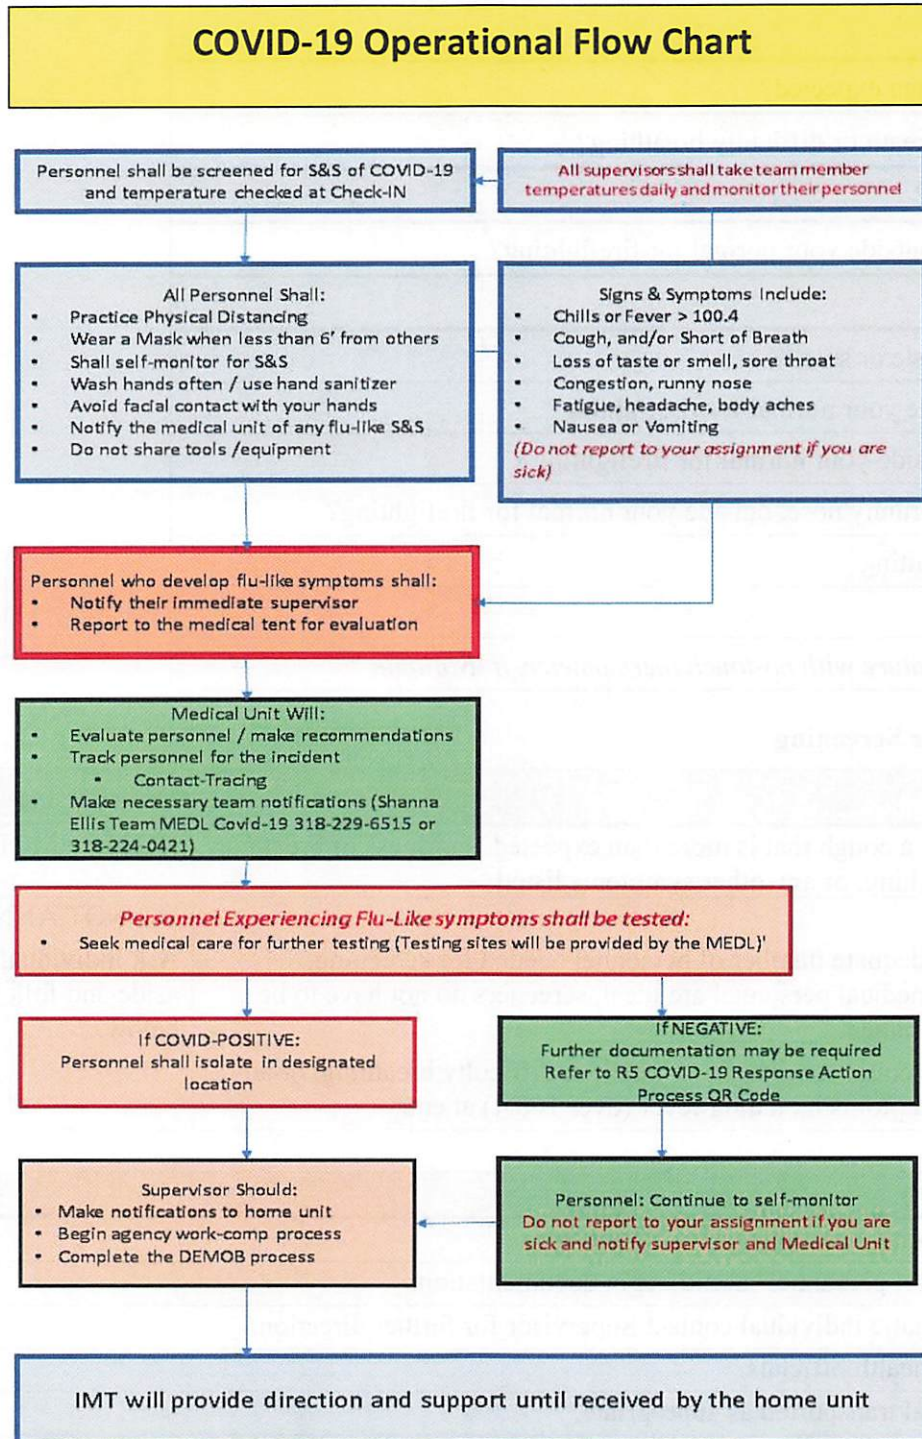 COVID-19 Operational Flow Chart
Personnel shall be screened for S&S of COVID-19
and temperature checked at Check-IN
All supervisors shall take team member
temperatures daily and monitor their personnel
All Personnel Shall:
• Practice Physical Distancing
• Wear a Mask when less than 6' from others
• Shall self-monitor for S&S
• Wash hands often / use hand sanitizer
• Avoid facial contact with your hands
• Notify the medical unit of any flu-like S&S
• Do not share tools /equipment
Signs & Symptoms Include:
• Chills or Fever > 100.4
• Cough, and/or Short of Breath
• Loss of taste or smell, sore throat
• Congestion, runny nose
• Fatigue, headache, body aches
• Nausea or Vomiting
(Do not report to your assignment if you are
sick)
Personnel who develop flu-like symptoms shall:
• Notify their immediate supervisor
• Report to the medical tent for evaluation
Medical Unit Will:
• Evaluate personnel / make recommendations
• Track personnel for the incident
• Contact-Tracing
• Make necessary team notifications (Shanna
Ellis Team MEDL Covid-19 318-229-6515 or
318-224-0421)
Personnel Experiencing Flu-Like symptoms shall be tested:
• Seek medical care for further testing (Testing sites will be provided by the MEDL)'
If COVID-POSITIVE:
Personnel shall isolate in designated
location
If NEGATIVE:
Further documentation may be required
Refer to R5 COVID-19 Response Action
Process QR Code
Supervisor Should:
• Make notifications to home unit
• Begin agency work-comp process
• Complete the DEMOB process
Personnel: Continue to self-monitor
Do not report to your assignment if you are
sick and notify supervisor and Medical Unit
IMT will provide direction and support until received by the home unit